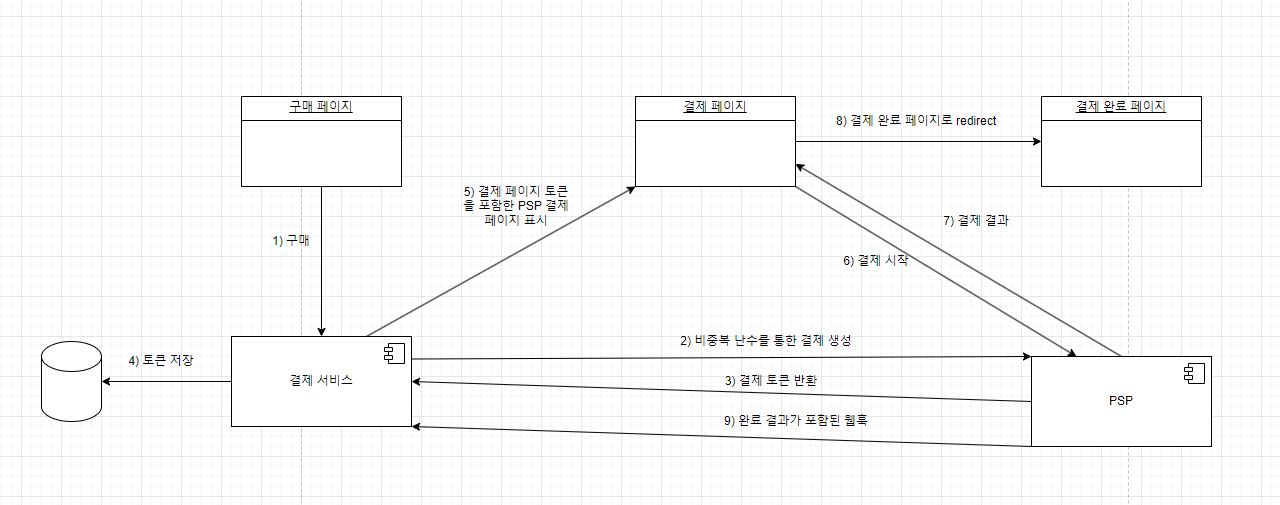 구매 페이지
결제 페이지
결제 완료 페이지
8) 결제 완료 페이지로 redirect
5) 결제 페이지 토큰
을 포함한 PSP 결제
페이지 표시
7) 결제 결과
1) 구매
6) 결제 시작
2) 비중복 난수를 통한 결제 생성
4) 토큰 저장
결제 서비스
3) 결제 토큰 반환
PSP
9) 완료 결과가 포함된 웹훅